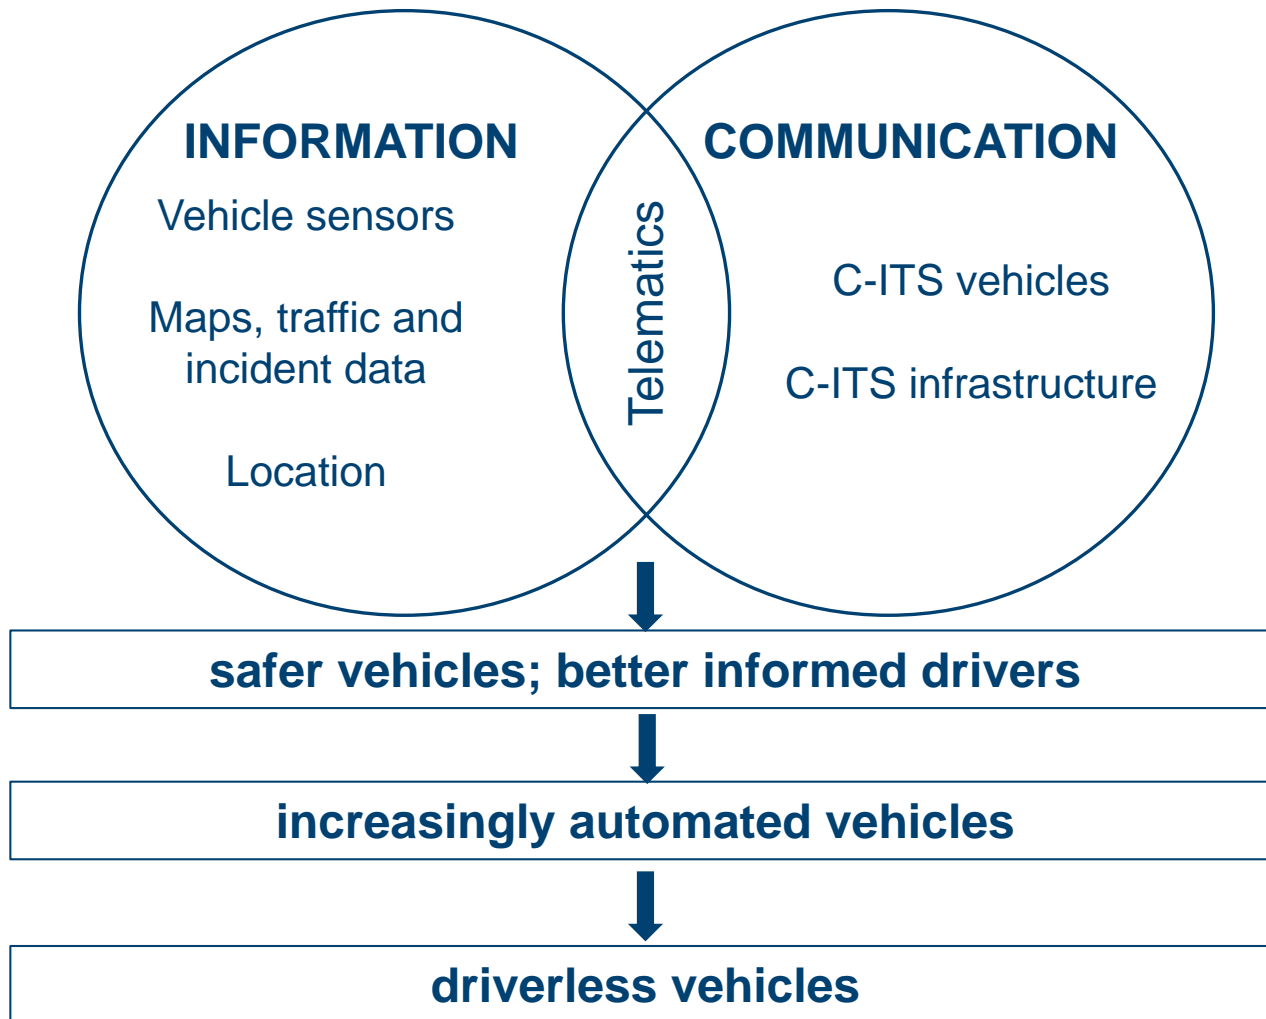 INFORMATION
Vehicle sensors
Maps, traffic and
incident data
Location
Telematics
COMMUNICATION
C-ITS vehicles
C-ITS infrastructure
safer vehicles; better informed drivers
increasingly automated vehicles
driverless vehicles